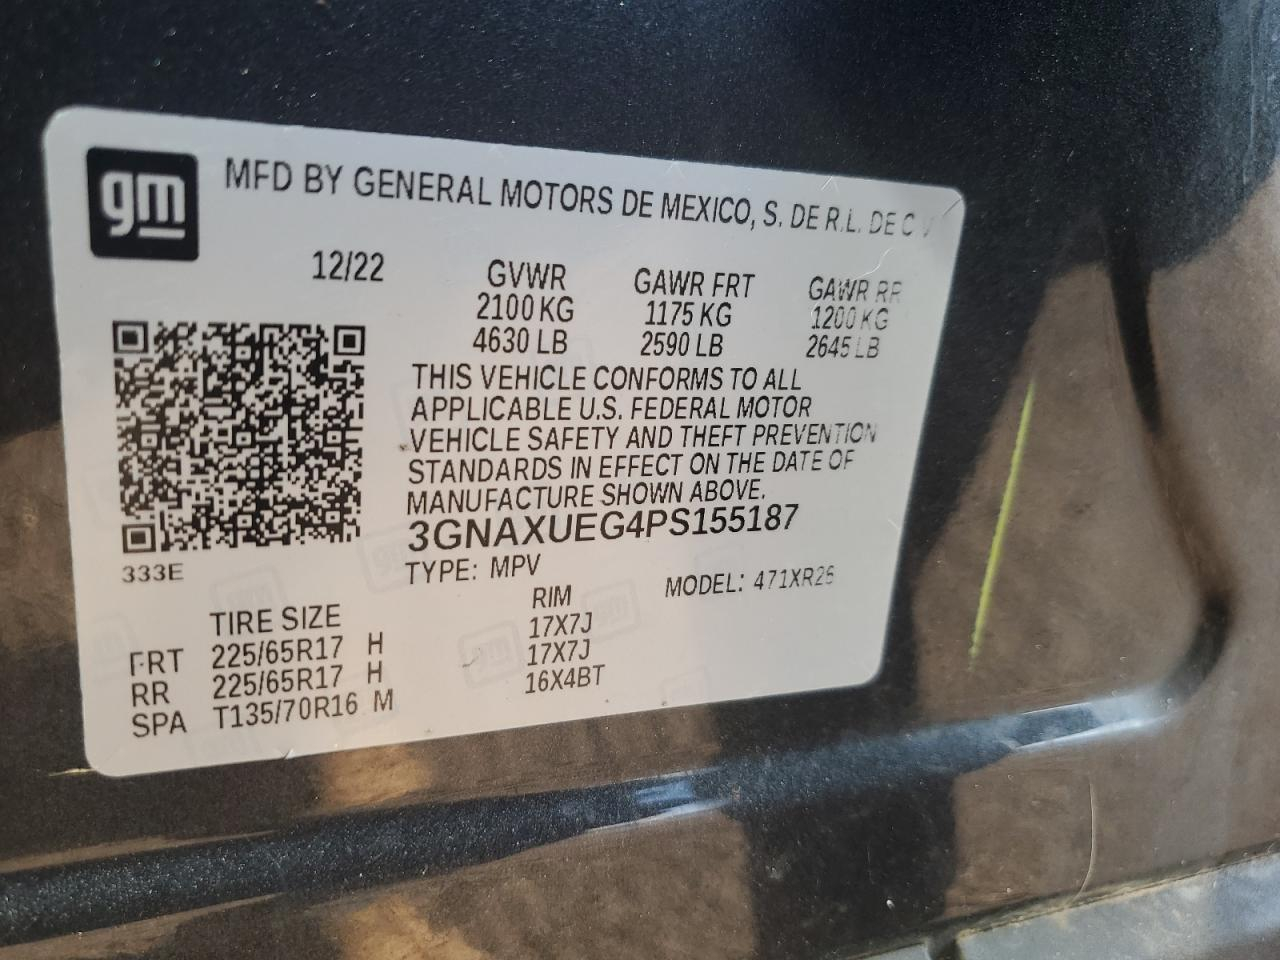 gm
MFD BY GENERAL MOTORS DE MEXICO, S. DE R.L. DE C V
12/22
GVWR GAWR FRT GAWR RR
2100 KG 1175 KG 1200 KG
4630 LB 2590 LB 2645 LB
THIS VEHICLE CONFORMS TO ALL
APPLICABLE U.S. FEDERAL MOTOR
VEHICLE SAFETY AND THEFT PREVENTION
STANDARDS IN EFFECT ON THE DATE OF
MANUFACTURE SHOWN ABOVE.
3GNAXUEG4PS155187
333E
TYPE: MPV MODEL: 471XR26
TIRE SIZE RIM
FRT 225/65R17 H 17X7J
RR 225/65R17 H 17X7J
SPA T135/70R16 M 16X4BT